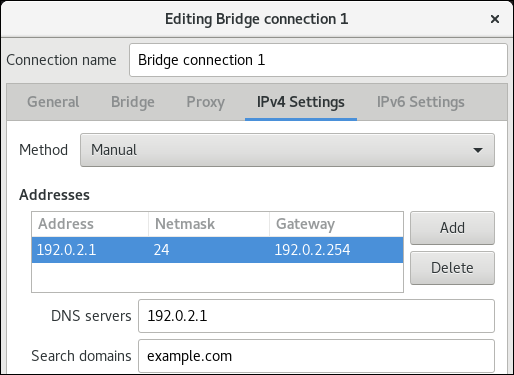 Editing Bridge connection 1
Connection name Bridge connection 1
General Bridge Proxy IPv4 Settings IPv6 Settings
Method Manual
Addresses
Address Netmask Gateway
Add
192.0.2.1 24 192.0.2.254
Delete
DNS servers 192.0.2.1
Search domains example.com